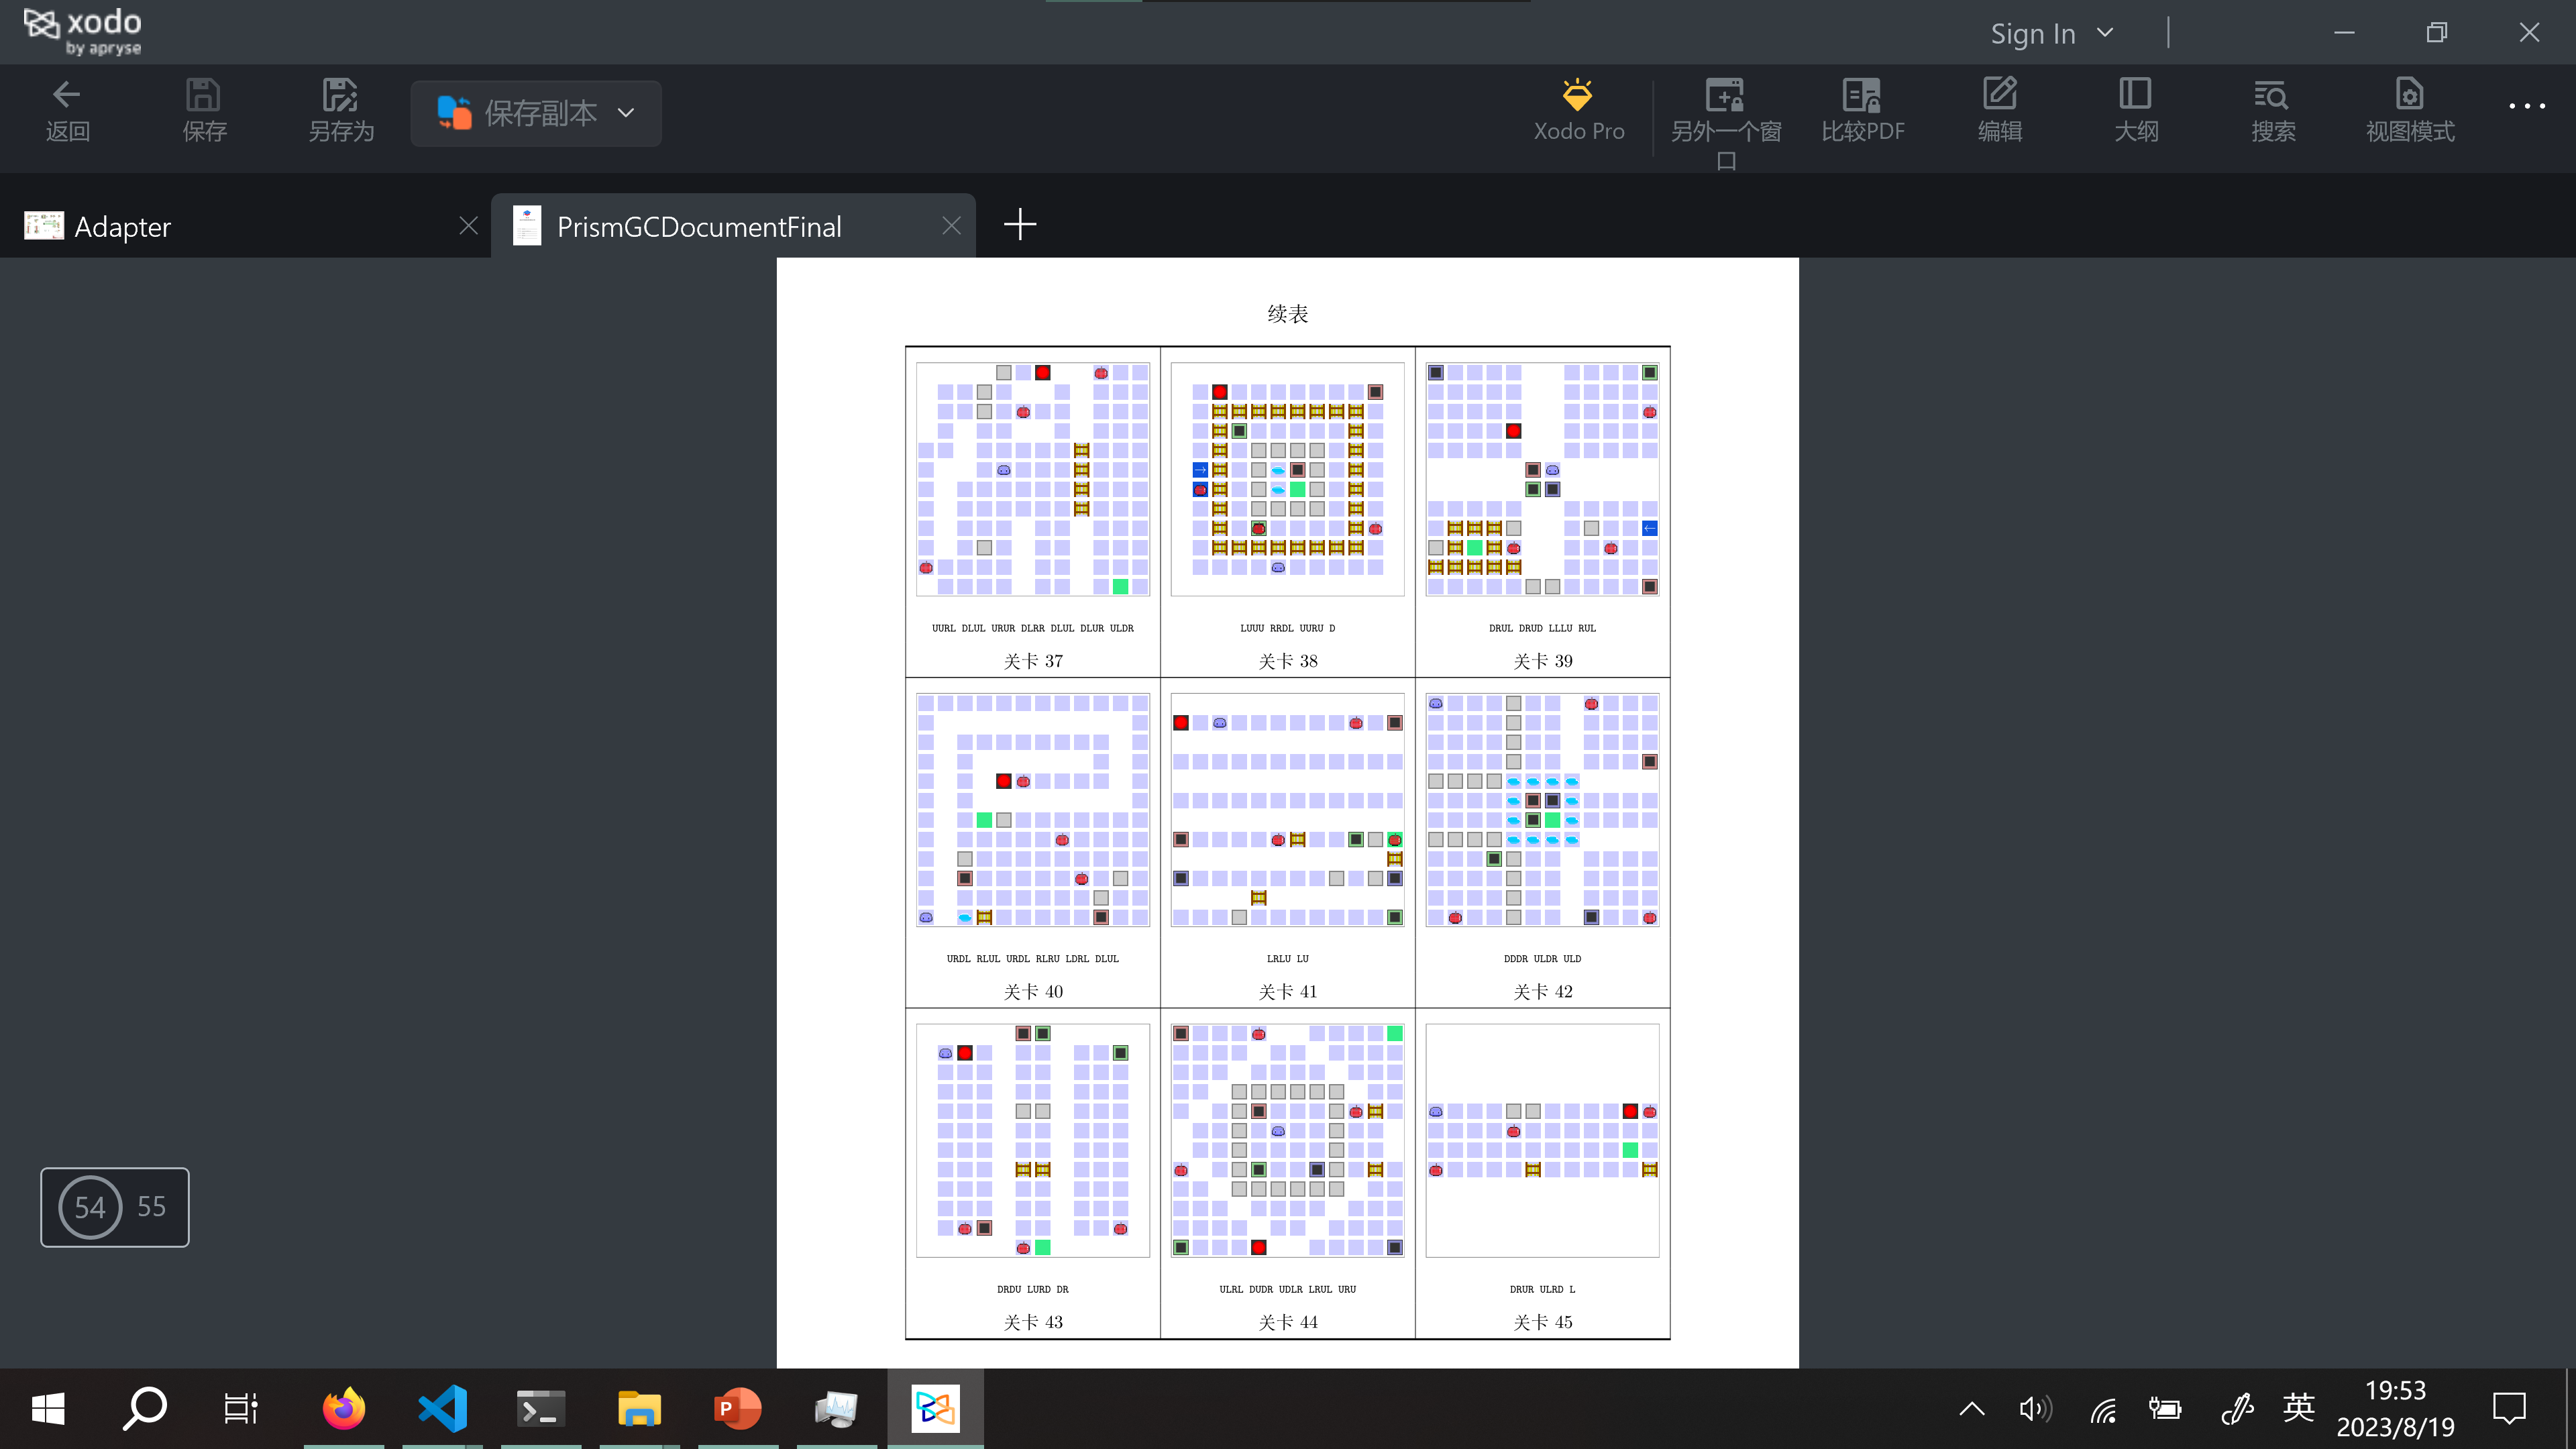 xodo
by apryse
Sign In
返回
保存
另存为
保存副本
Xodo Pro
另外一个窗
口
比较PDF
编辑
大纲
搜索
视图模式
Adapter
PrismGCDocumentFinal
续表
UURL DLUL URUR DLRR DLUL DLUR ULDR
LUUU RRDL UURU D
DRUL DRUD LLLU RUL
关卡 37
关卡 38
关卡 39
URDL RLUL URDL RLRU LDRL DLUL
LRLU LU
DDDR ULDR ULD
关卡 40
关卡 41
关卡 42
DRDU LURD DR
ULRL DUDR UDLR LRUL URU
DRUR ULRD L
关卡 43
关卡 44
关卡 45
54 55
英
19:53
2023/8/19